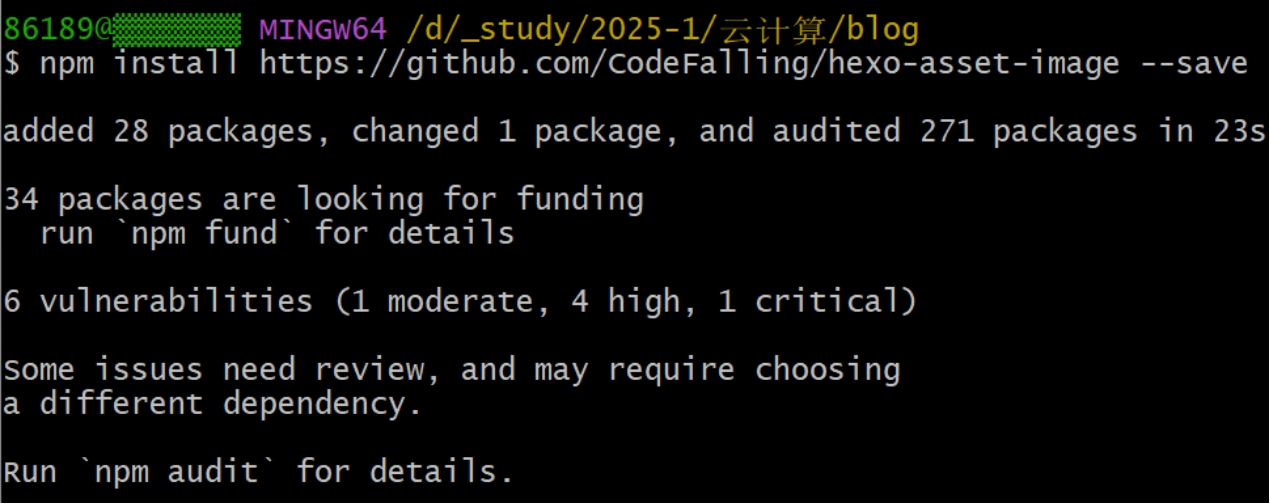 86189@ MINGW64 /d/_study/2025-1/云计算/blog
$ npm install https://github.com/CodeFalling/hexo-asset-image --save
added 28 packages, changed 1 package, and audited 271 packages in 23s
34 packages are looking for funding
run `npm fund` for details
6 vulnerabilities (1 moderate, 4 high, 1 critical)
Some issues need review, and may require choosing
a different dependency.
Run `npm audit` for details.